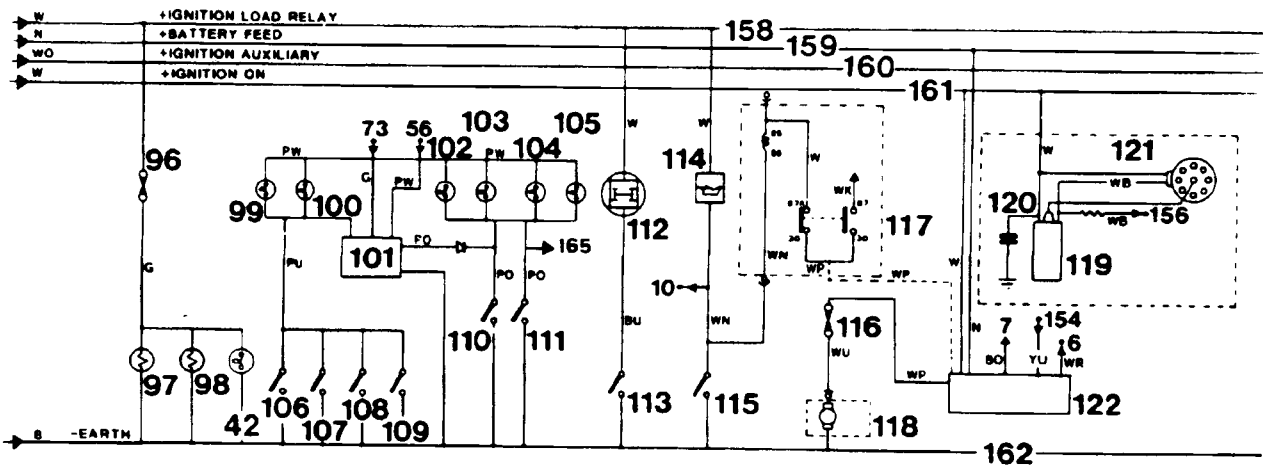 W +IGNITION LOAD RELAY
N +BATTERY FEED
WO +IGNITION AUXILIARY
W +IGNITION ON
158
159
160
161
96
73
56
102
103
104
105
W
114
W
121
PW
PW
G
PW
W
WK
WB
120
WB
156
99
100
112
117
119
101
FO
165
PU
PO
PO
10
WN
WP
WP
W
N
G
BU
WN
116
7
154
6
WU
BO
YU
WR
110
111
WP
97
98
42
106
107
108
109
113
115
118
122
B -EARTH
162